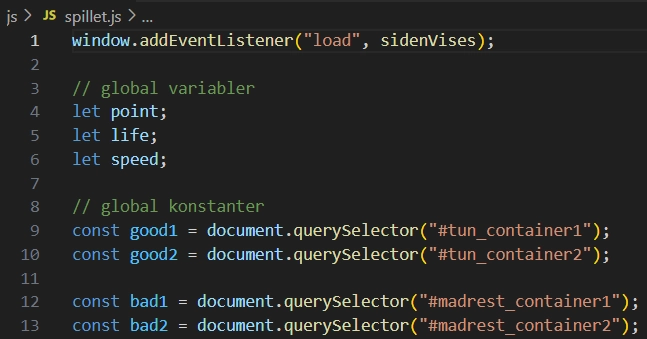 js > JS spillet.js > ...
1 window.addEventListener("load", sidenVises);
2
3 // global variabler
4 let point;
5 let life;
6 let speed;
7
8 // global konstanter
9 const good1 = document.querySelector("#tun_container1");
10 const good2 = document.querySelector("#tun_container2");
11
12 const bad1 = document.querySelector("#madrest_container1");
13 const bad2 = document.querySelector("#madrest_container2");